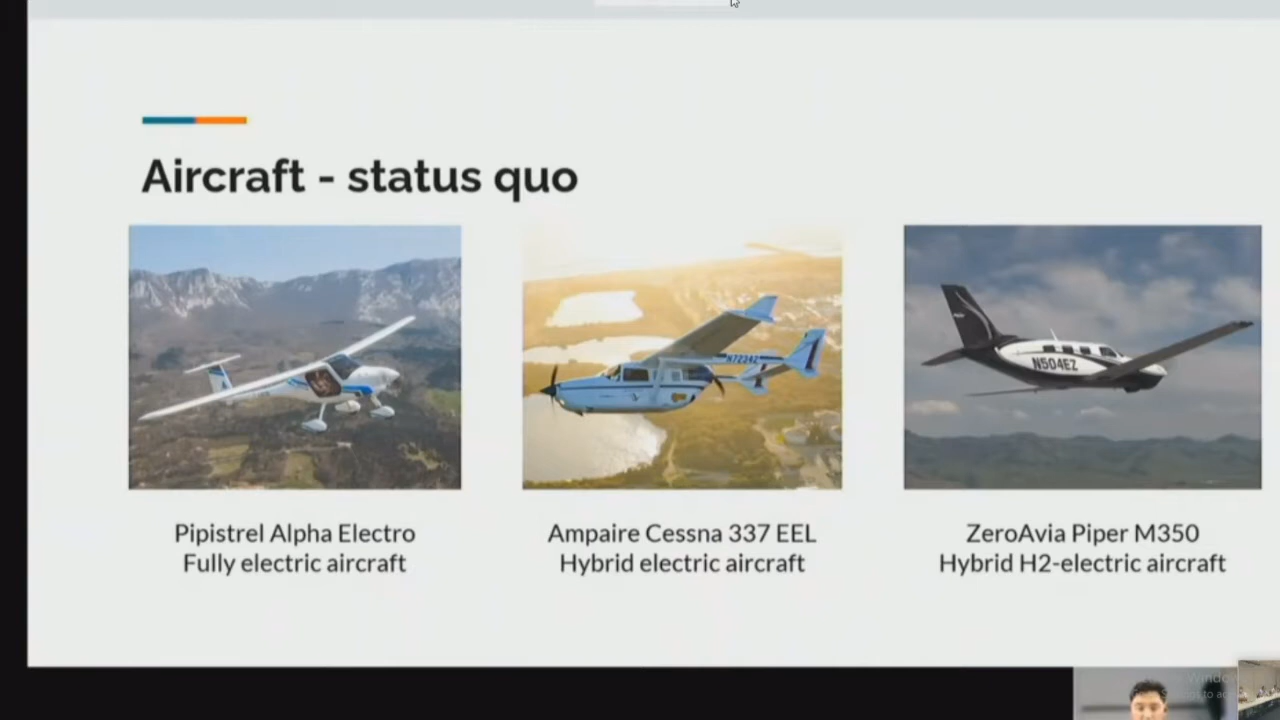 Aircraft - status quo
N72342
N504EZ
Pipistrel Alpha Electro
Fully electric aircraft
Ampaire Cessna 337 EEL
Hybrid electric aircraft
ZeroAvia Piper M350
Hybrid H2-electric aircraft